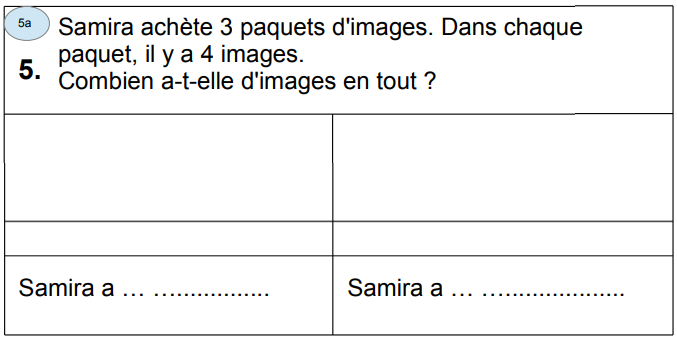 5a
Samira achète 3 paquets d'images. Dans chaque
paquet, il y a 4 images.
5.
Combien a-t-elle d'images en tout ?
Samira a … …..............
Samira a … …..................